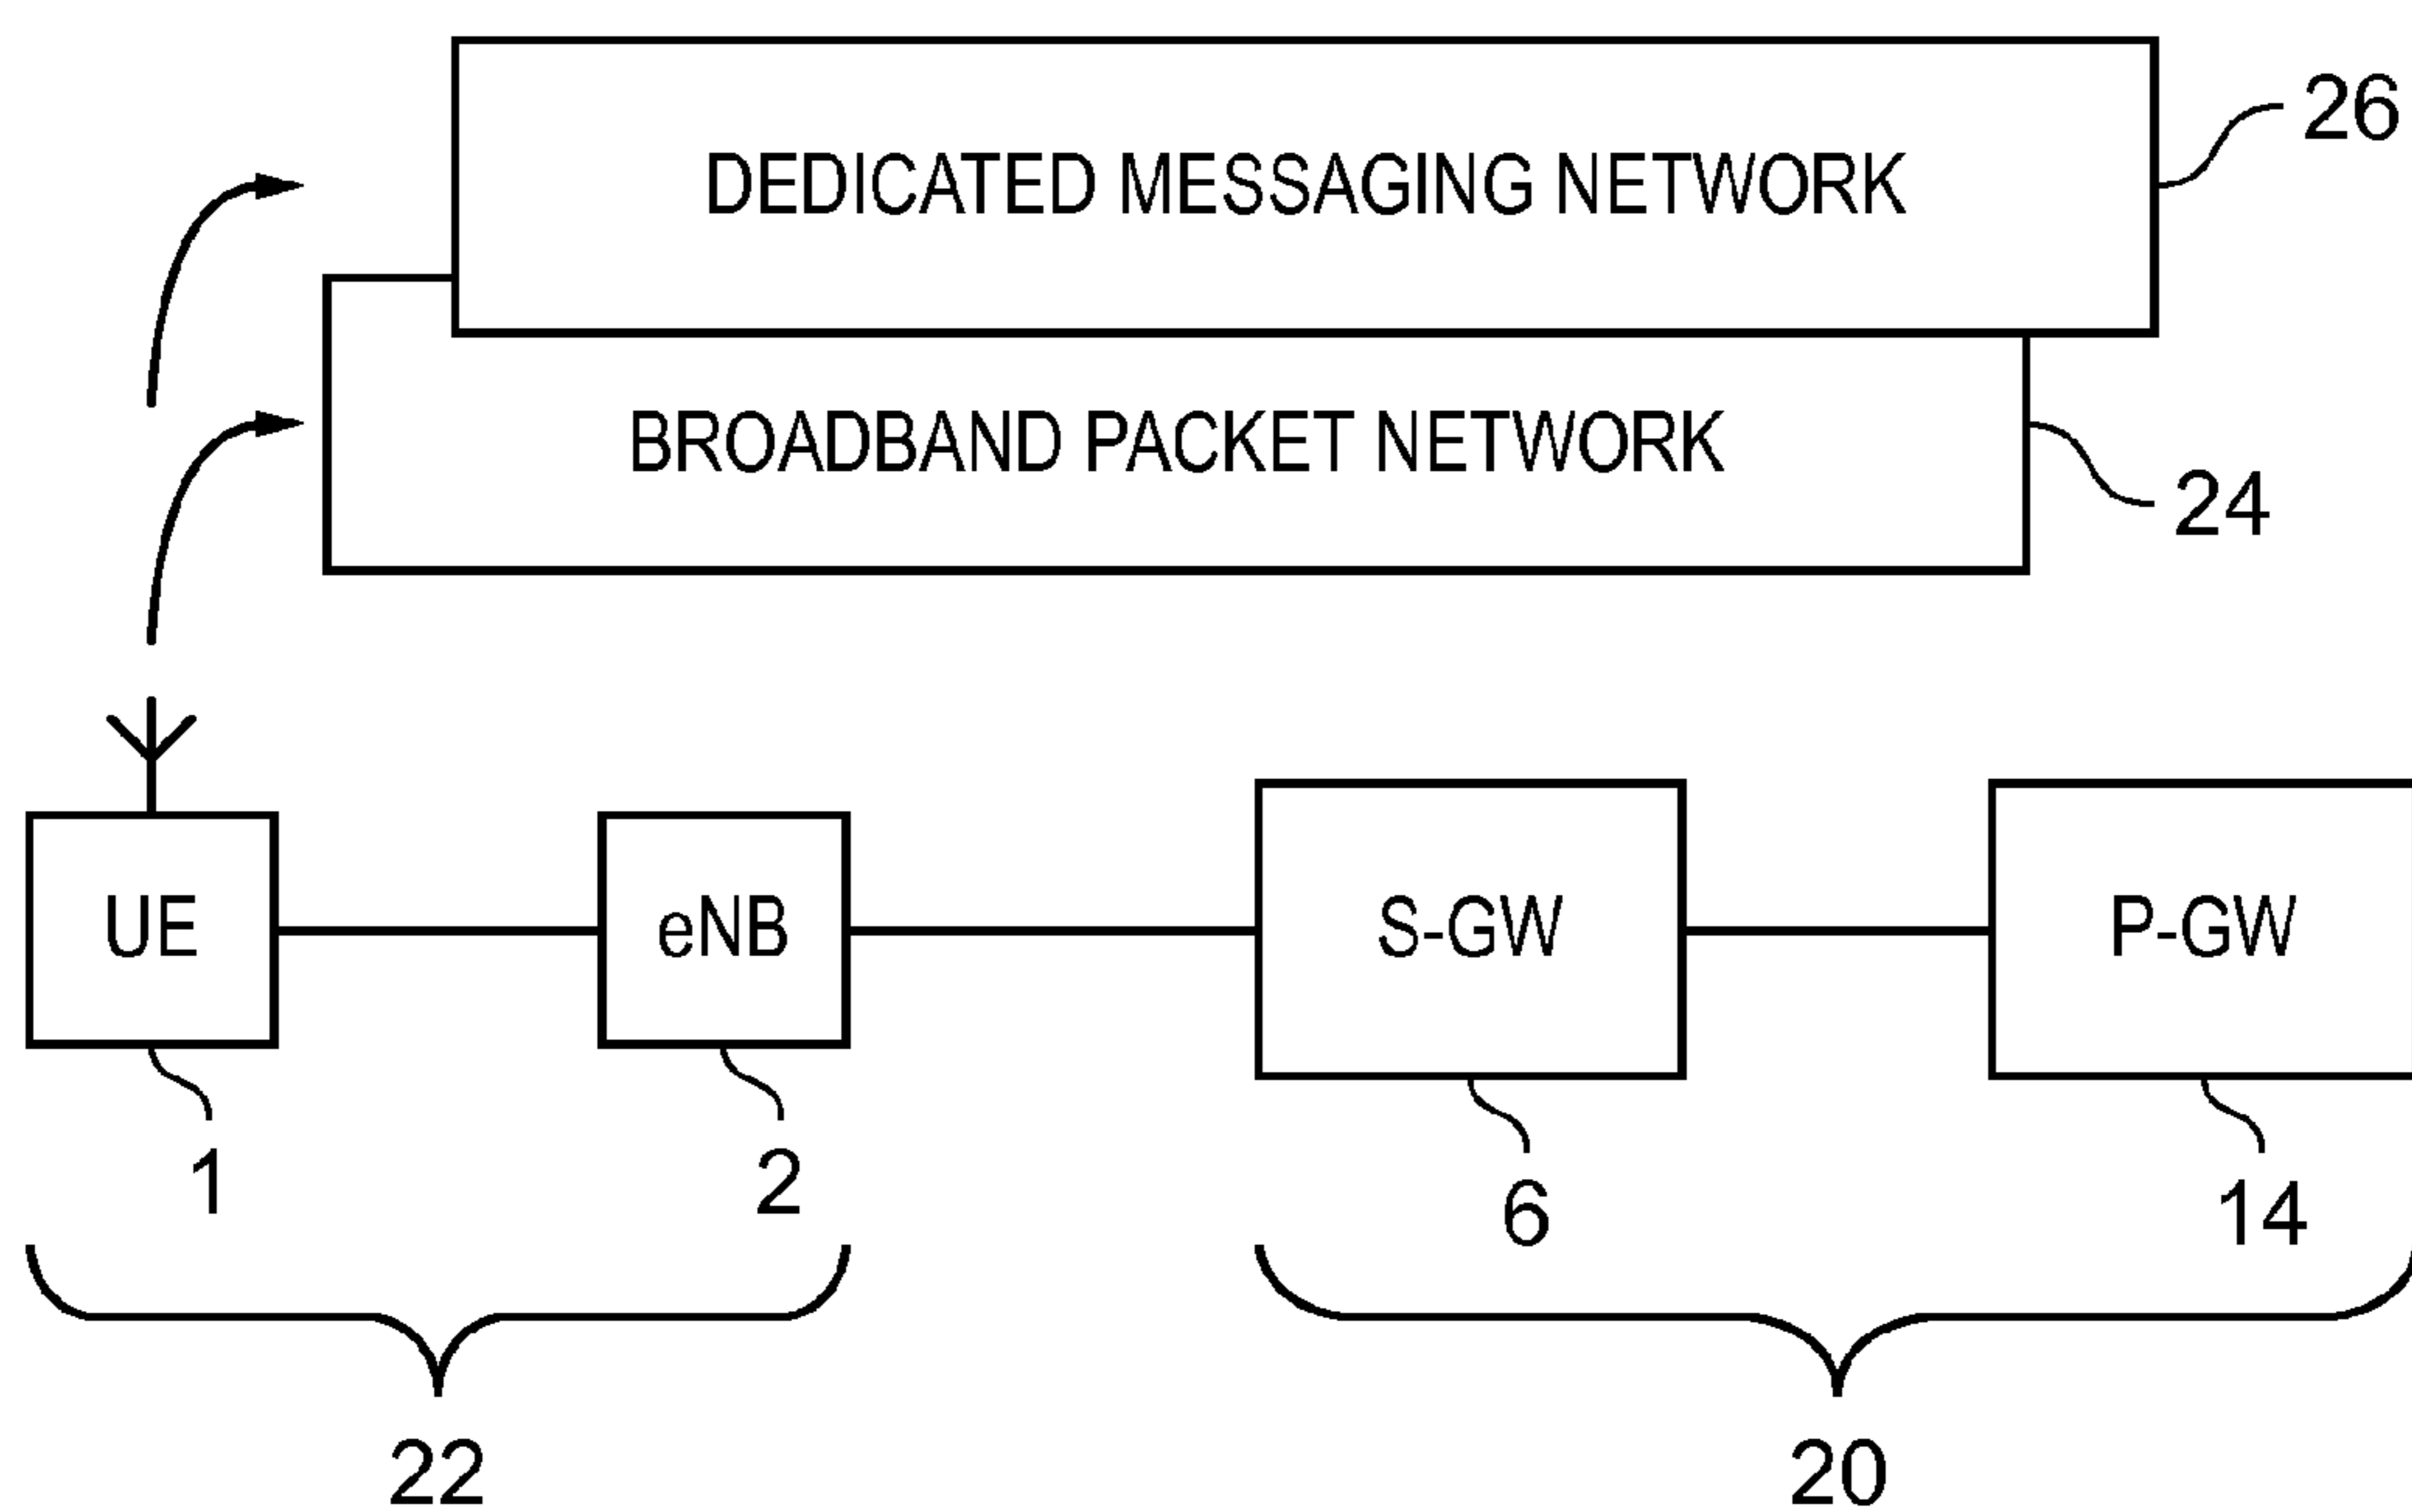 26
DEDICATED MESSAGING NETWORK
BROADBAND PACKET NETWORK
24
UE eNB S-GW P-GW
1 2 6 14
22 20